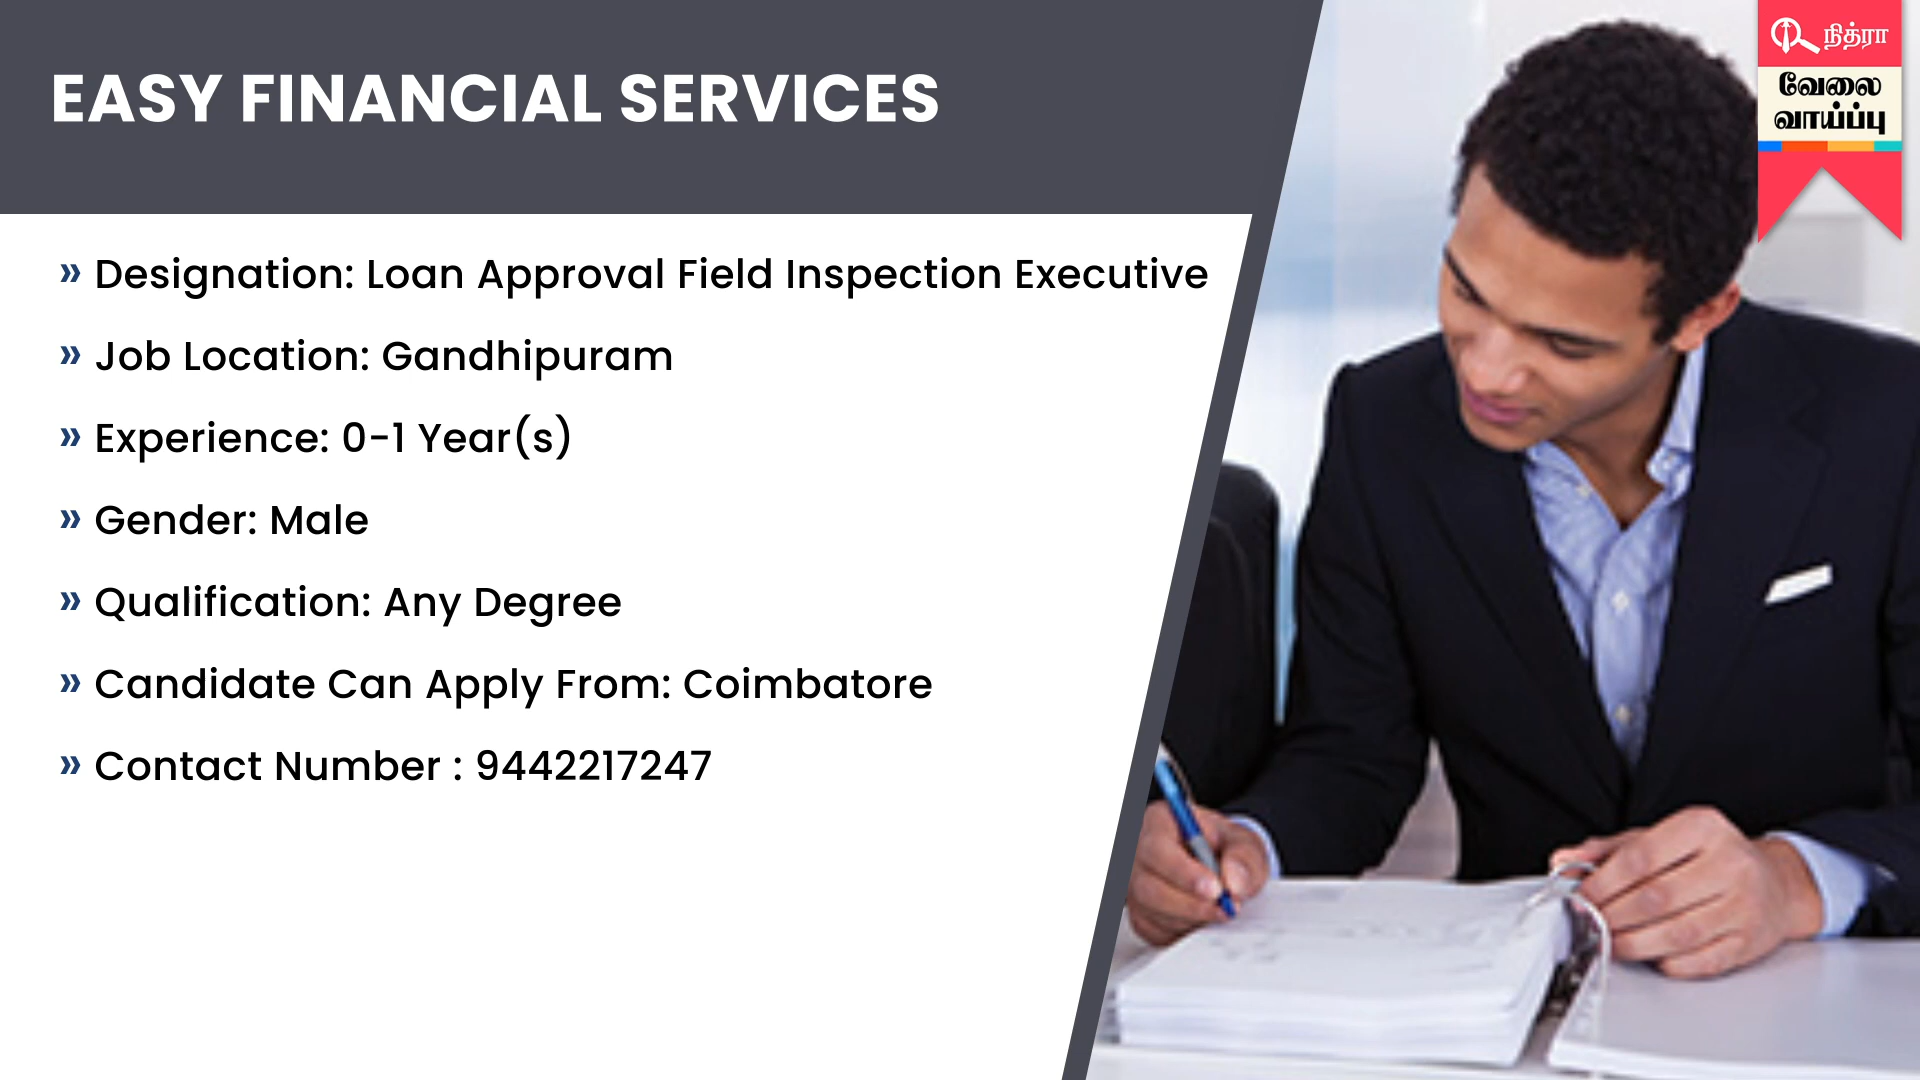 EASY FINANCIAL SERVICES
நித்ரா
வேலை
வாய்ப்பு
» Designation: Loan Approval Field Inspection Executive
» Job Location: Gandhipuram
» Experience: 0-1 Year(s)
» Gender: Male
» Qualification: Any Degree
» Candidate Can Apply From: Coimbatore
» Contact Number : 9442217247